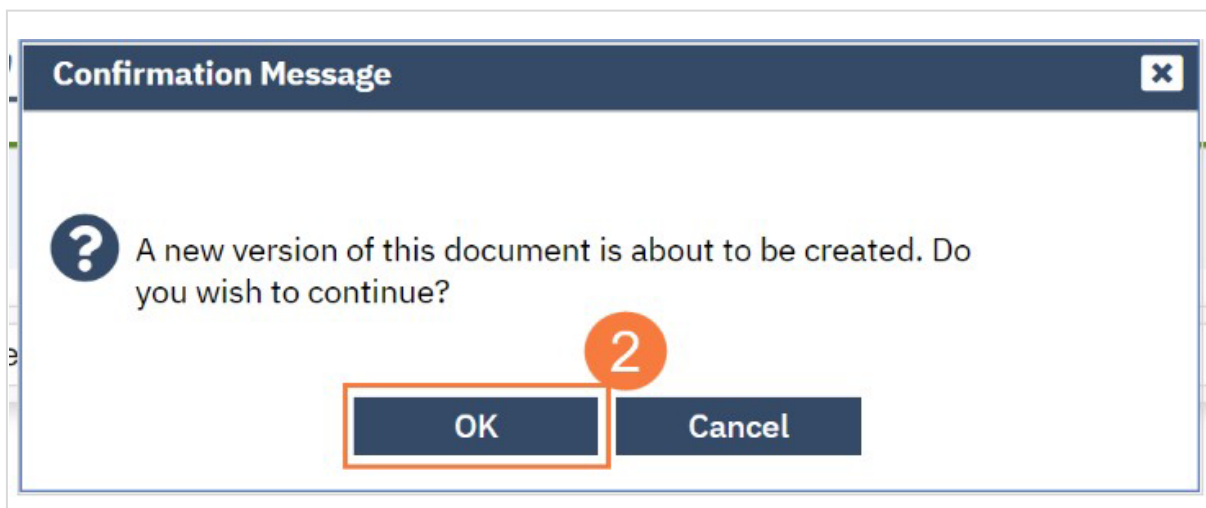 Confirmation Message
A new version of this document is about to be created. Do
you wish to continue?
2
OK Cancel